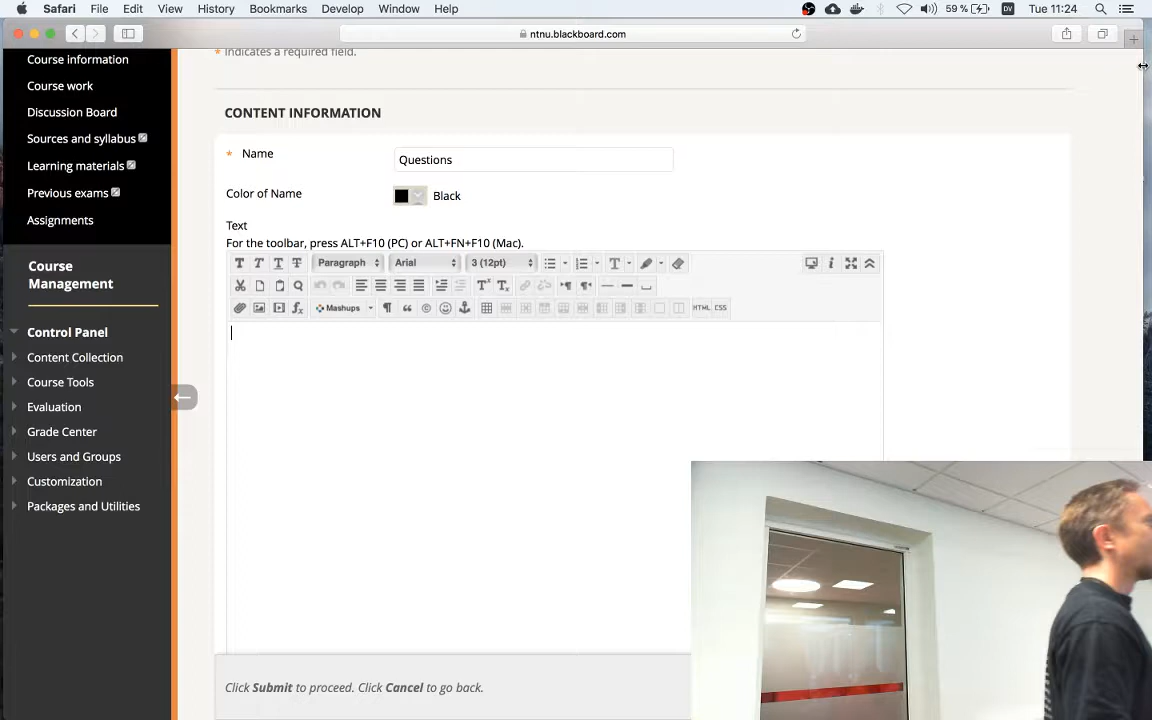 Safari File Edit View History Bookmarks Develop Window Help 59 % DV Tue 11:24
ntnu.blackboard.com
* Indicates a required field.
Course information
Course work
Discussion Board
Sources and syllabus
Learning materials
Previous exams
Assignments
Course Management
Control Panel
Content Collection
Course Tools
Evaluation
Grade Center
Users and Groups
Customization
Packages and Utilities
CONTENT INFORMATION
* Name Questions
Color of Name Black
Text
For the toolbar, press ALT+F10 (PC) or ALT+FN+F10 (Mac).
T T T T Paragraph Arial 3 (12pt) T
Mashups HTML CSS
Click Submit to proceed. Click Cancel to go back.